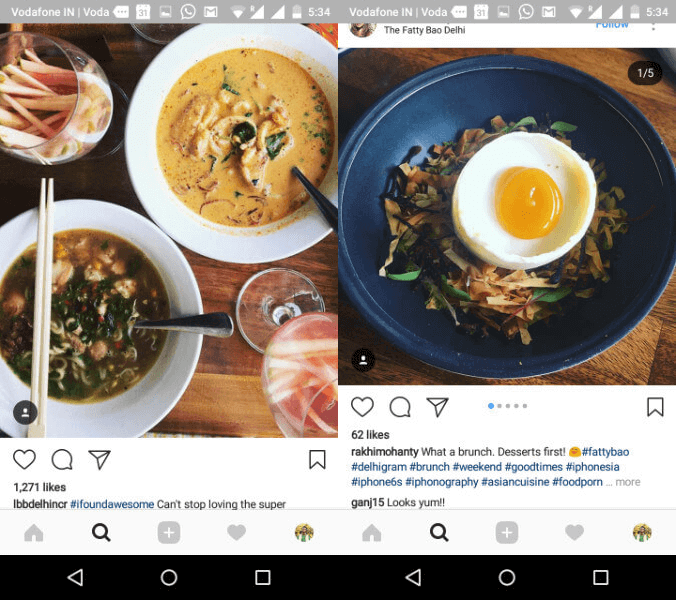 Vodafone IN | Voda
31
5:34
1,271 likes
lbbdelhincr #ifoundawesome Can't stop loving the super
Vodafone IN | Voda
31
5:34
The Fatty Bao Delhi
Follow
1/5
62 likes
rakhimohanty What a brunch. Desserts first! 🤗#fattybao
#delhigram #brunch #weekend #goodtimes #iphonesia
#iphone6s #iphonography #asiancuisine #foodporn ... more
ganj15 Looks yum!!